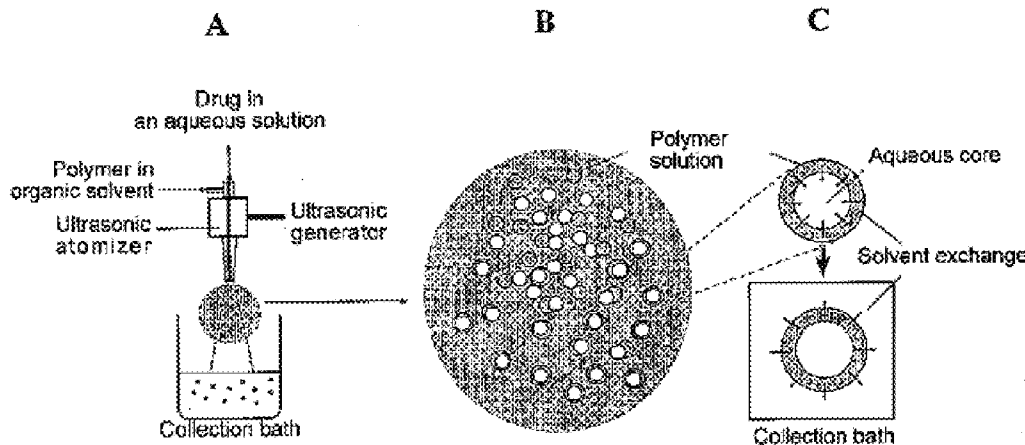 A
B
C
Drug in
an aqueous solution
Polymer in
organic solvent
Ultrasonic
atomizer
Ultrasonic
generator
Collection bath
Polymer
solution
Aqueous core
Solvent exchange
Collection bath